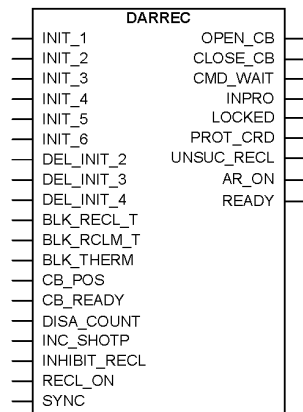 DARREC
INIT_1 OPEN_CB
INIT_2 CLOSE_CB
INIT_3 CMD_WAIT
INIT_4 INPRO
INIT_5 LOCKED
INIT_6 PROT_CRD
DEL_INIT_2 UNSUC_RECL
DEL_INIT_3 AR_ON
DEL_INIT_4 READY
BLK_RECL_T
BLK_RCLM_T
BLK_THERM
CB_POS
CB_READY
DISA_COUNT
INC_SHOTP
INHIBIT_RECL
RECL_ON
SYNC